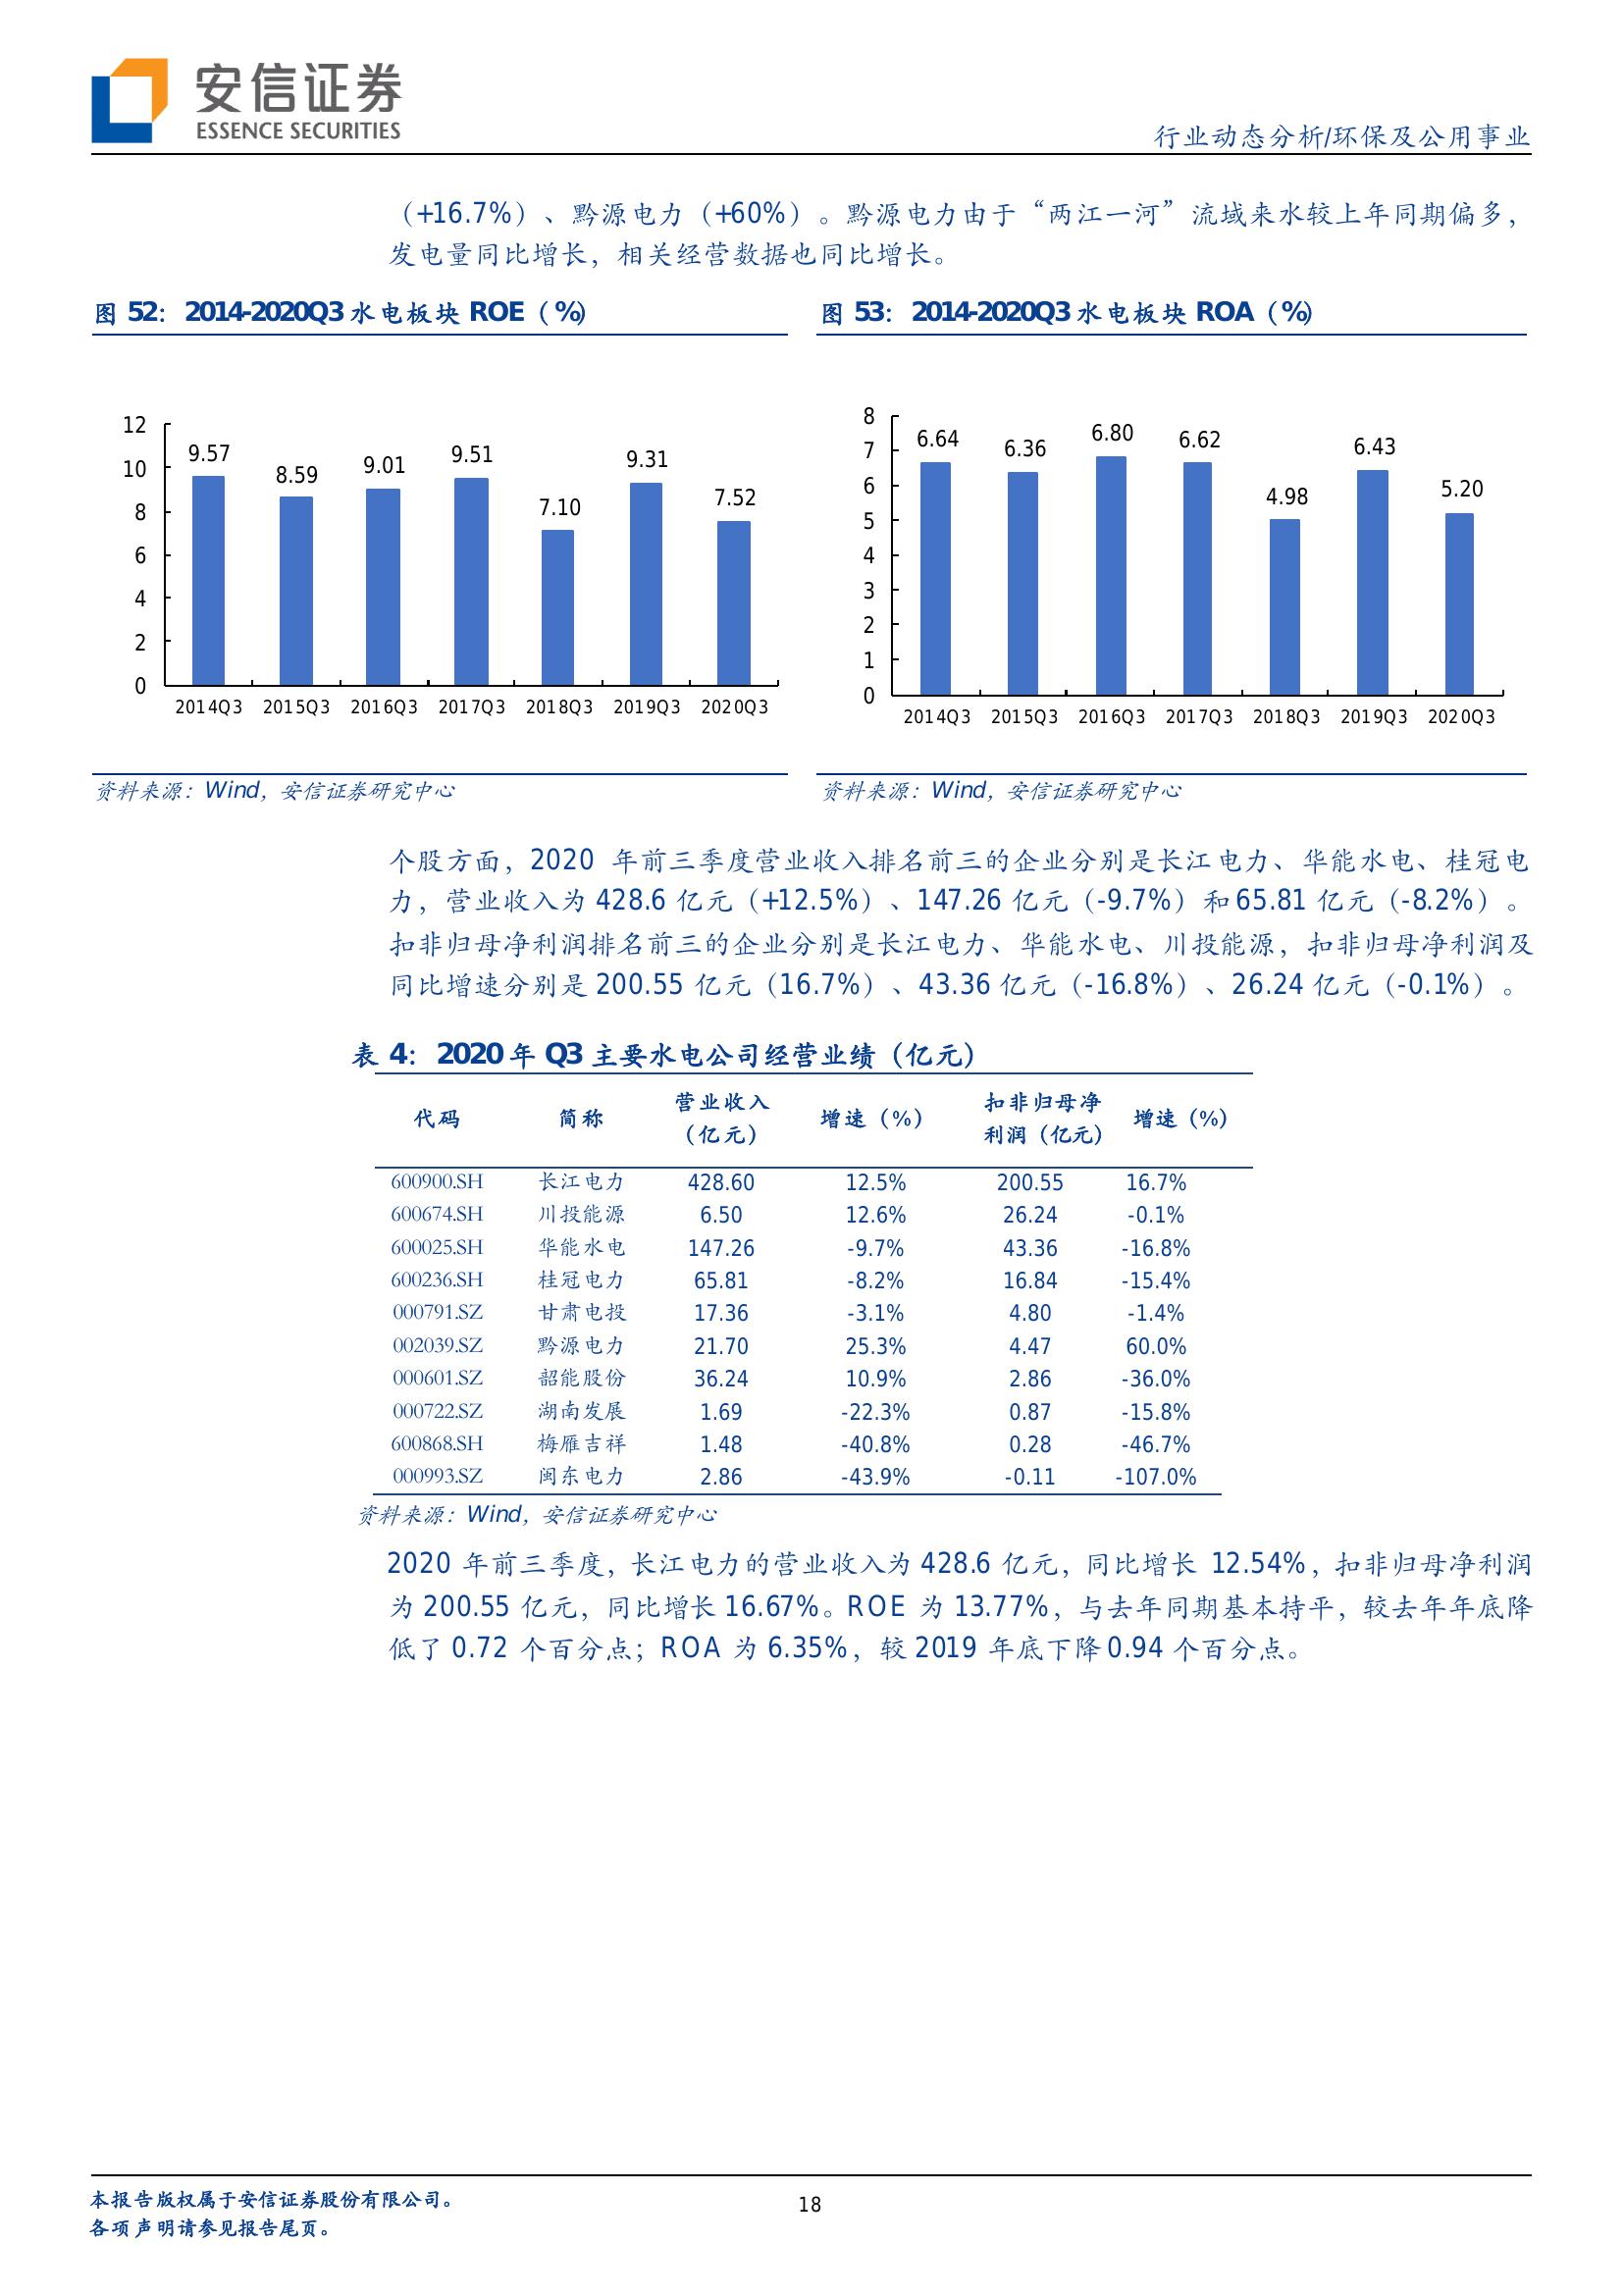 安信证券
ESSENCE SECURITIES
行业动态分析/环保及公用事业
（+16.7%）、黔源电力（+60%）。黔源电力由于“两江一河”流域来水较上年同期偏多，
发电量同比增长，相关经营数据也同比增长。
图 52：2014-2020Q3 水电板块 ROE（%）
12
10
8
6
4
2
0
9.57
8.59
9.01
9.51
7.10
9.31
7.52
2014Q3 2015Q3 2016Q3 2017Q3 2018Q3 2019Q3 2020Q3
资料来源：Wind，安信证券研究中心
图 53：2014-2020Q3 水电板块 ROA（%）
8
7
6
5
4
3
2
1
0
6.64
6.36
6.80
6.62
4.98
6.43
5.20
2014Q3 2015Q3 2016Q3 2017Q3 2018Q3 2019Q3 2020Q3
资料来源：Wind，安信证券研究中心
个股方面，2020 年前三季度营业收入排名前三的企业分别是长江电力、华能水电、桂冠电
力，营业收入为 428.6 亿元（+12.5%）、147.26 亿元（-9.7%）和 65.81 亿元（-8.2%）。
扣非归母净利润排名前三的企业分别是长江电力、华能水电、川投能源，扣非归母净利润及
同比增速分别是 200.55 亿元（16.7%）、43.36 亿元（-16.8%）、26.24 亿元（-0.1%）。
表 4：2020 年 Q3 主要水电公司经营业绩（亿元）
代码 简称 营业收入（亿元） 增速（%） 扣非归母净利润（亿元） 增速（%）
600900.SH 长江电力 428.60 12.5% 200.55 16.7%
600674.SH 川投能源 6.50 12.6% 26.24 -0.1%
600025.SH 华能水电 147.26 -9.7% 43.36 -16.8%
600236.SH 桂冠电力 65.81 -8.2% 16.84 -15.4%
000791.SZ 甘肃电投 17.36 -3.1% 4.80 -1.4%
002039.SZ 黔源电力 21.70 25.3% 4.47 60.0%
000601.SZ 韶能股份 36.24 10.9% 2.86 -36.0%
000722.SZ 湖南发展 1.69 -22.3% 0.87 -15.8%
600868.SH 梅雁吉祥 1.48 -40.8% 0.28 -46.7%
000993.SZ 闽东电力 2.86 -43.9% -0.11 -107.0%
资料来源：Wind，安信证券研究中心
2020 年前三季度，长江电力的营业收入为 428.6 亿元，同比增长 12.54%，扣非归母净利润
为 200.55 亿元，同比增长 16.67%。ROE 为 13.77%，与去年同期基本持平，较去年年底降
低了 0.72 个百分点；ROA 为 6.35%，较 2019 年底下降 0.94 个百分点。
本报告版权属于安信证券股份有限公司。
各项声明请参见报告尾页。
18